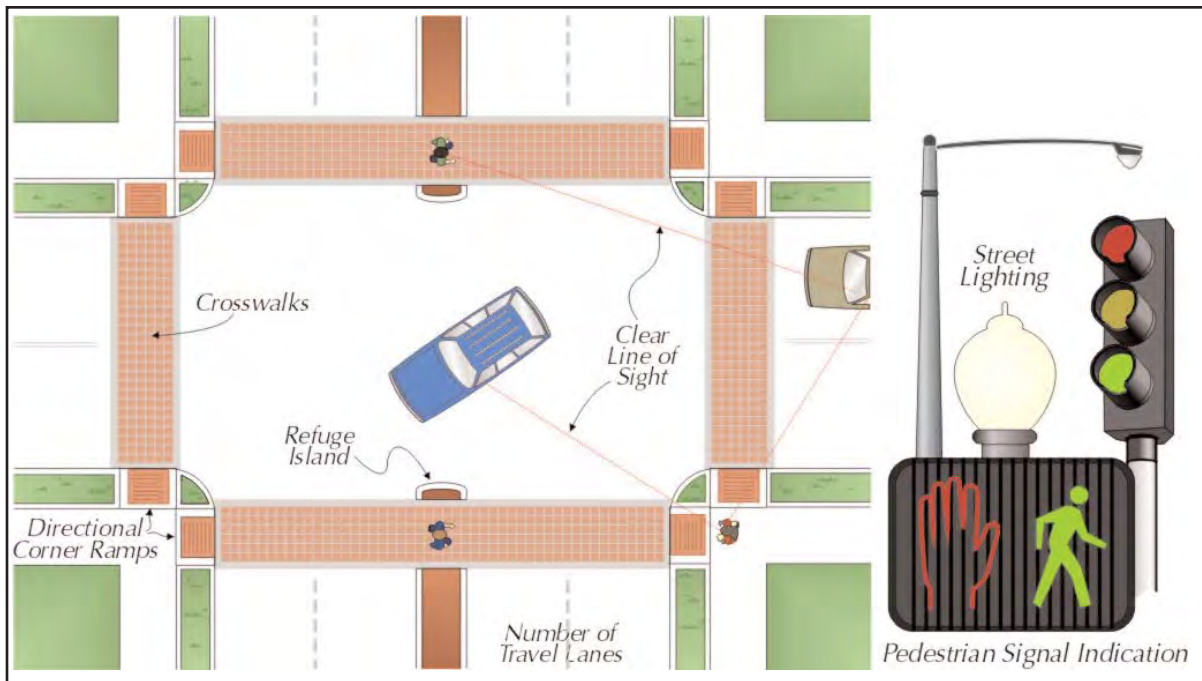 Crosswalks
Clear
Line of
Sight
Street
Lighting
Refuge
Island
Directional
Corner Ramps
Number of
Travel Lanes
Pedestrian Signal Indication